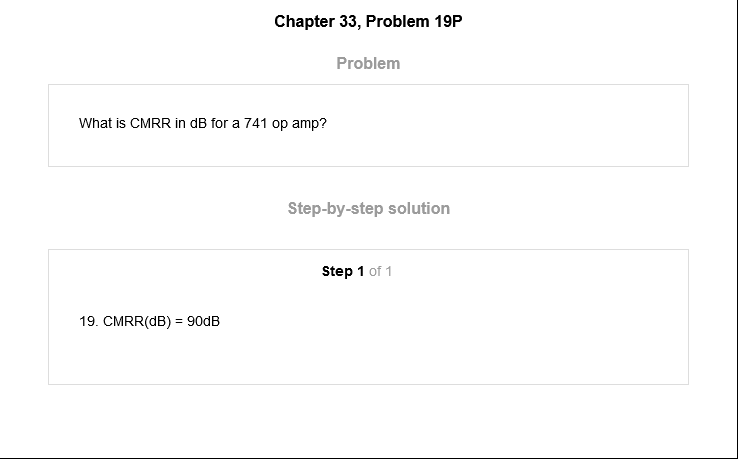 Chapter 33, Problem 19P
Problem
What is CMRR in dB for a 741 op amp?
Step-by-step solution
Step 1 of 1
19. CMRR(dB) = 90dB